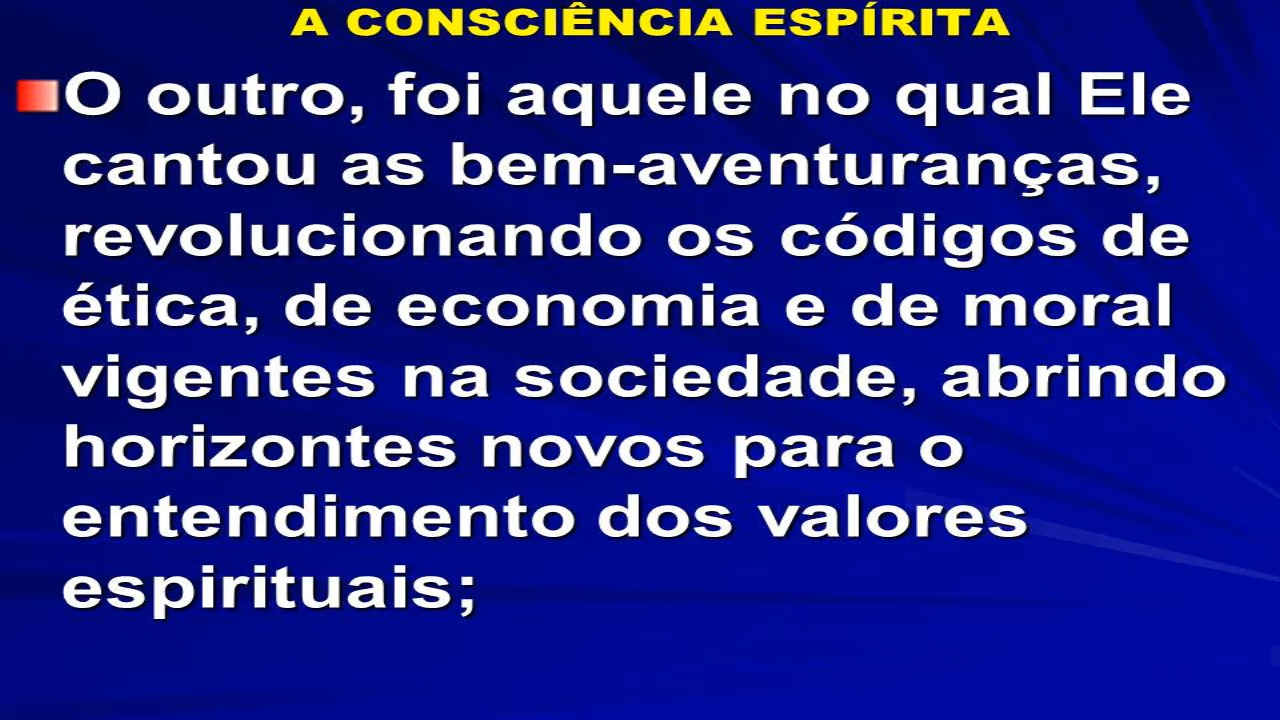 A CONSCIÊNCIA ESPÍRITA
O outro, foi aquele no qual Ele
cantou as bem-aventuranças,
revolucionando os códigos de
ética, de economia e de moral
vigentes na sociedade, abrindo
horizontes novos para o
entendimento dos valores
espirituais;